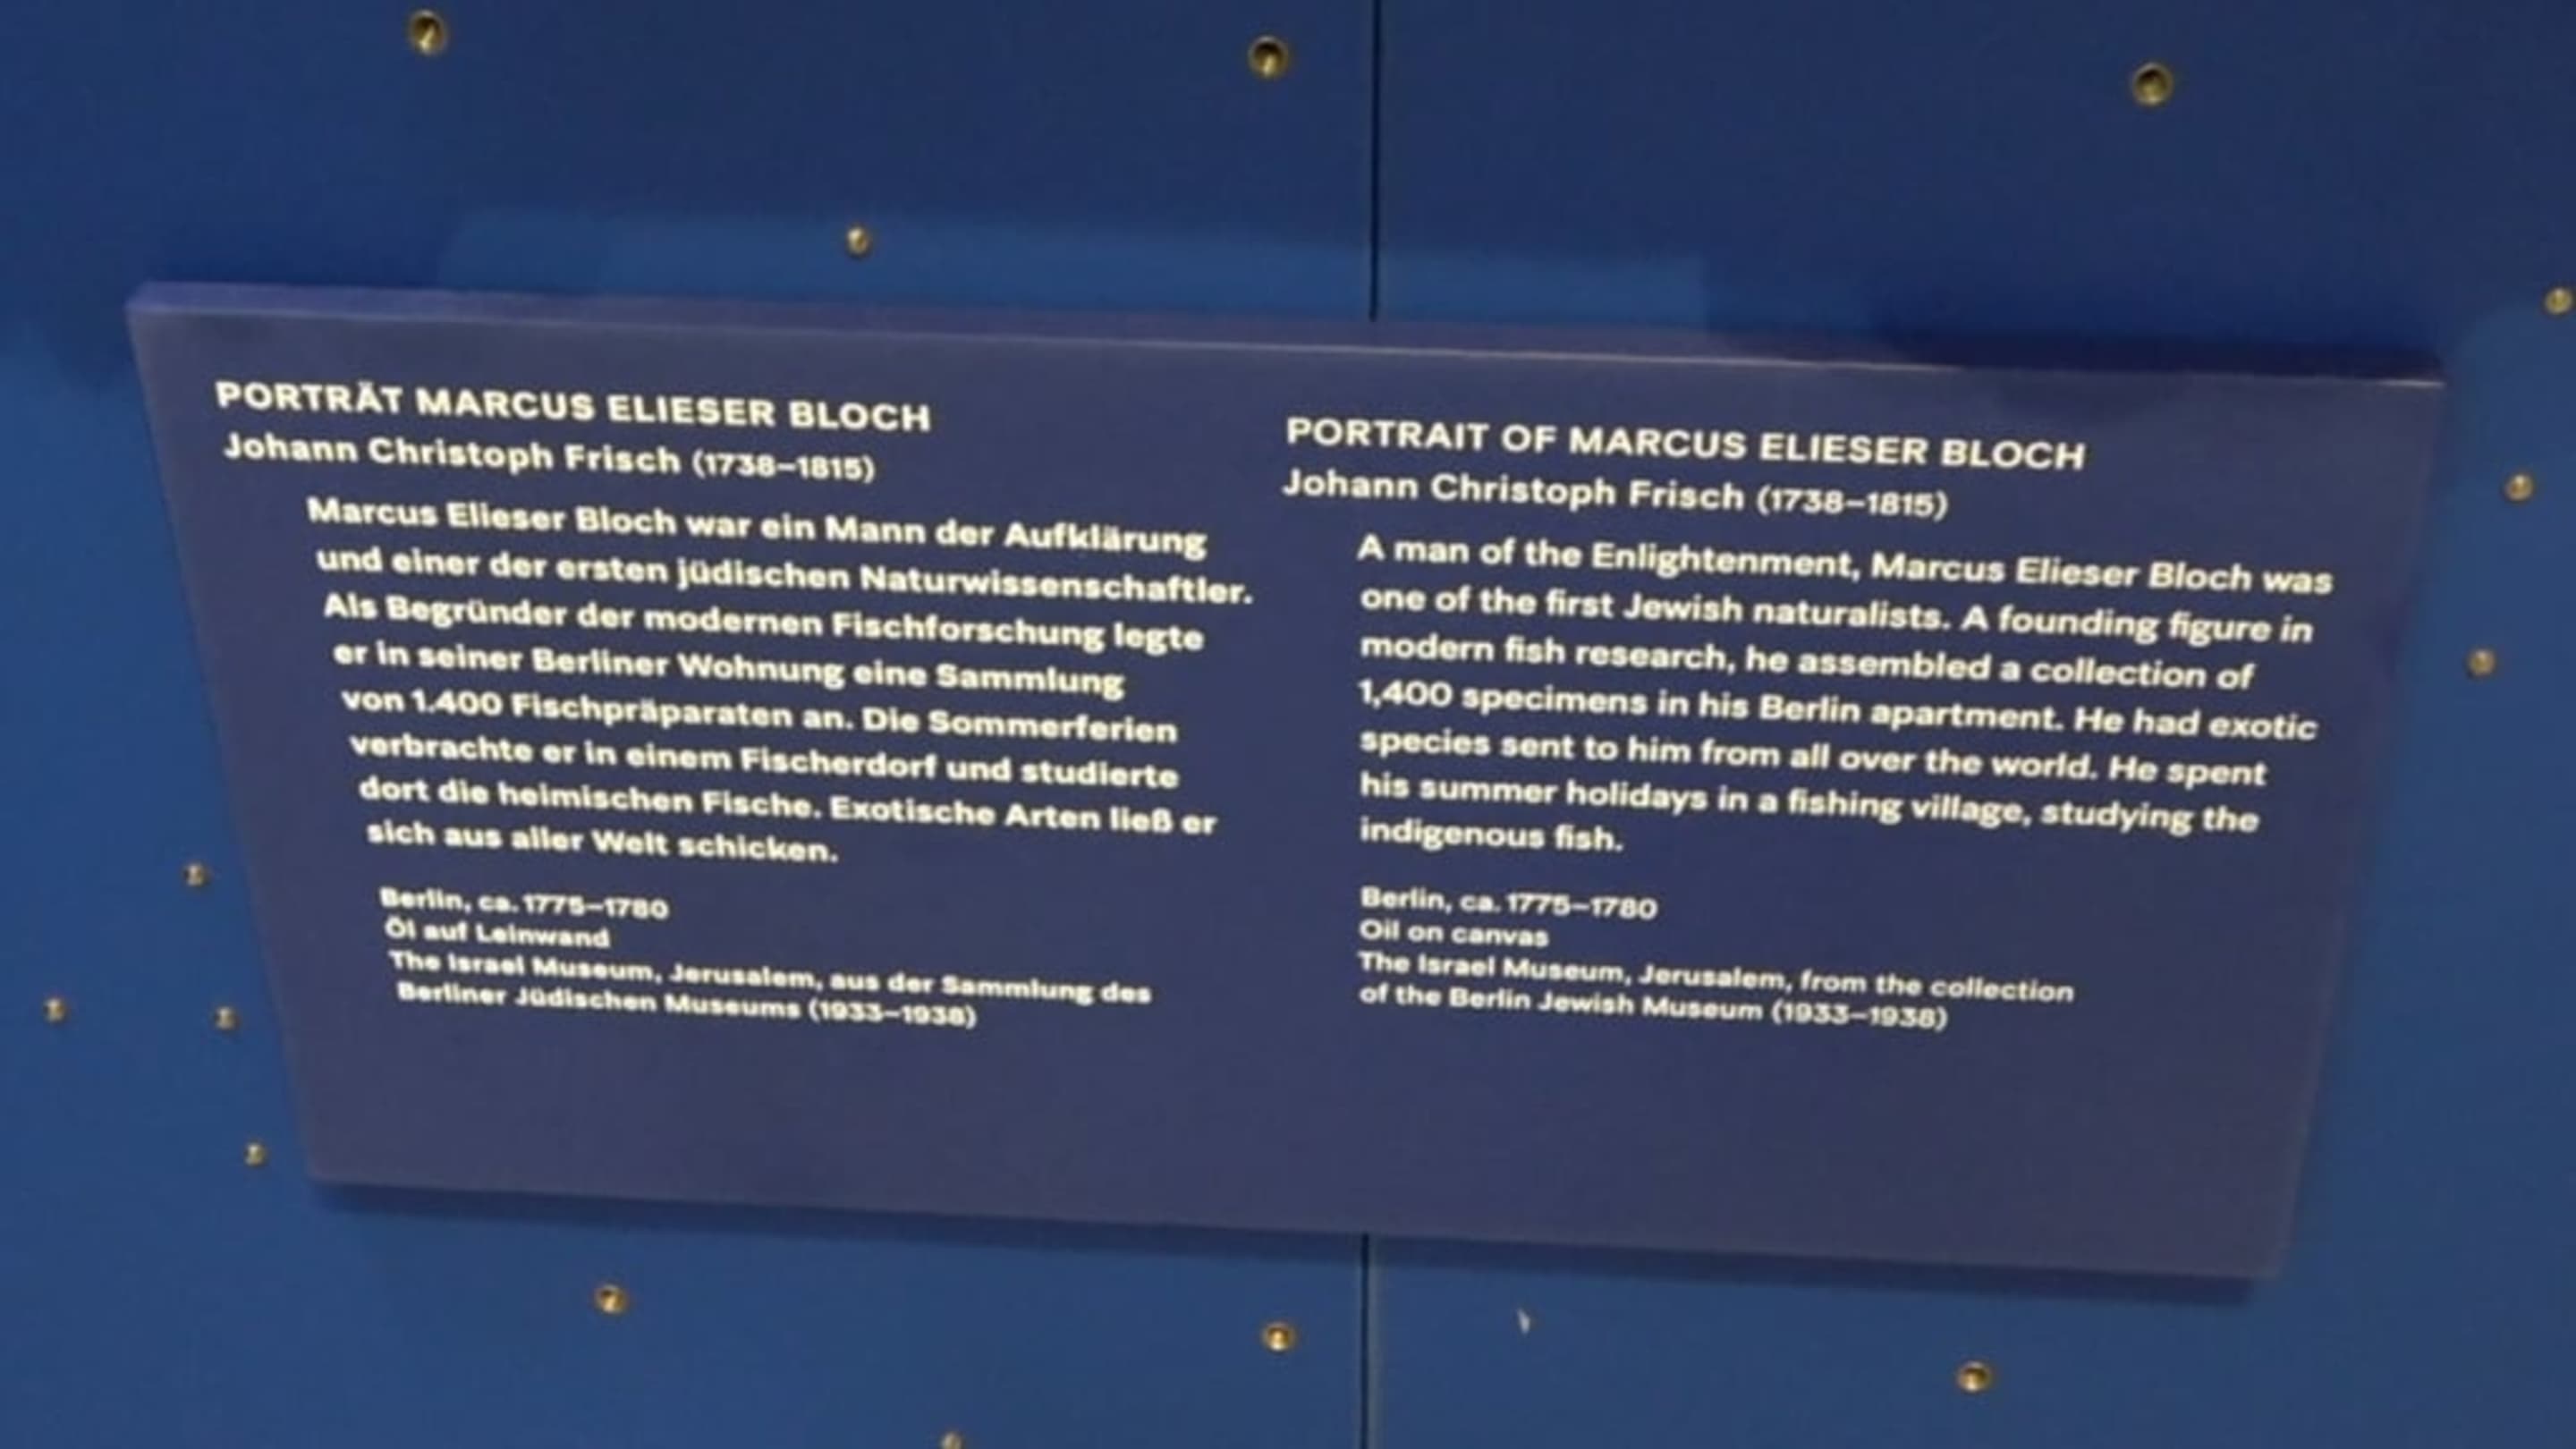 PORTRÄT MARCUS ELIESER BLOCH
Johann Christoph Frisch (1738–1815)
Marcus Elieser Bloch war ein Mann der Aufklärung
und einer der ersten jüdischen Naturwissenschaftler.
Als Begründer der modernen Fischforschung legte
er in seiner Berliner Wohnung eine Sammlung
von 1.400 Fischpräparaten an. Die Sommerferien
verbrachte er in einem Fischerdorf und studierte
dort die heimischen Fische. Exotische Arten ließ er
sich aus aller Welt schicken.
Berlin, ca. 1775–1780
Öl auf Leinwand
The Israel Museum, Jerusalem, aus der Sammlung des
Berliner Jüdischen Museums (1933–1938)
PORTRAIT OF MARCUS ELIESER BLOCH
Johann Christoph Frisch (1738–1815)
A man of the Enlightenment, Marcus Elieser Bloch was
one of the first Jewish naturalists. A founding figure in
modern fish research, he assembled a collection of
1,400 specimens in his Berlin apartment. He had exotic
species sent to him from all over the world. He spent
his summer holidays in a fishing village, studying the
indigenous fish.
Berlin, ca. 1775–1780
Oil on canvas
The Israel Museum, Jerusalem, from the collection
of the Berlin Jewish Museum (1933–1938)